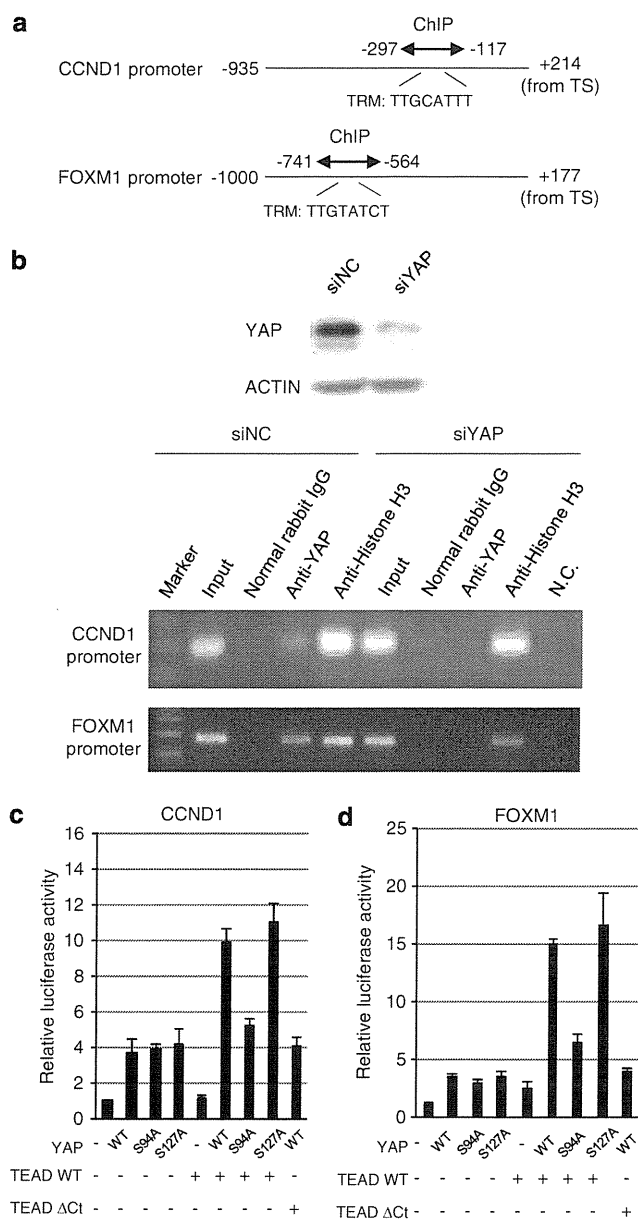 a
ChIP
-297 -117
CCND1 promoter -935 +214
(from TS)
TRM: TTGCATTT
ChIP
-741 -564
FOXM1 promoter -1000 +177
(from TS)
TRM: TTGTATCT
b
siNC siYAP
YAP
ACTIN
siNC siYAP
Marker Input Normal rabbit IgG Anti-YAP Anti-Histone H3 Input Normal rabbit IgG Anti-YAP Anti-Histone H3 N.C.
CCND1
promoter
FOXM1
promoter
c CCND1
Relative luciferase activity
16
14
12
10
8
6
4
2
0
YAP - WT S94A S127A - WT S94A S127A WT
TEAD WT - - - - + + + + -
TEAD ΔCt - - - - - - - - +
d FOXM1
Relative luciferase activity
25
20
15
10
5
0
YAP - WT S94A S127A - WT S94A S127A WT
TEAD WT - - - - + + + + -
TEAD ΔCt - - - - - - - - +